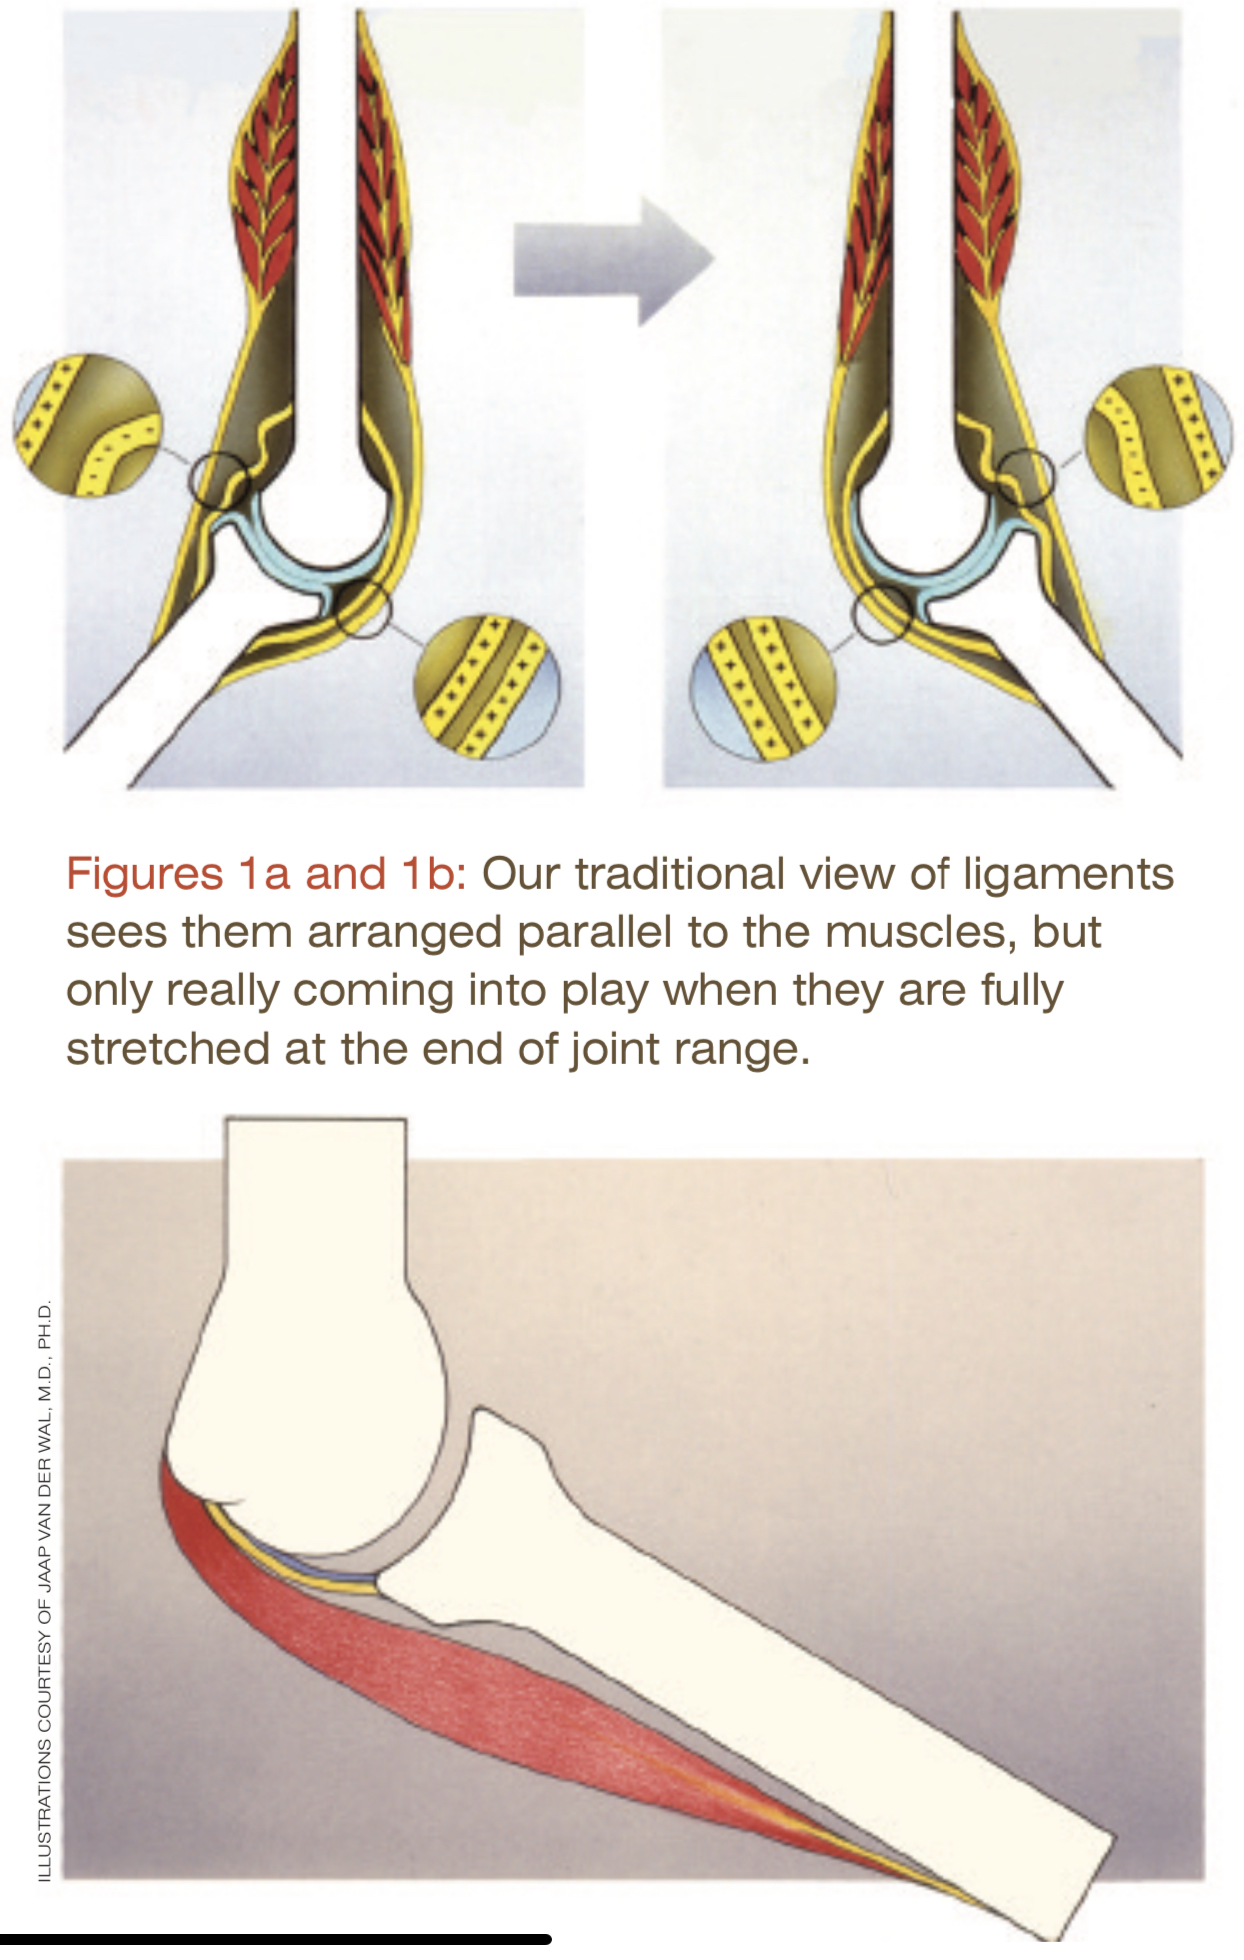 Figures 1a and 1b: Our traditional view of ligaments
sees them arranged parallel to the muscles, but
only really coming into play when they are fully
stretched at the end of joint range.
ILLUSTRATIONS COURTESY OF JAAP VAN DER WAL, M.D., PH.D.